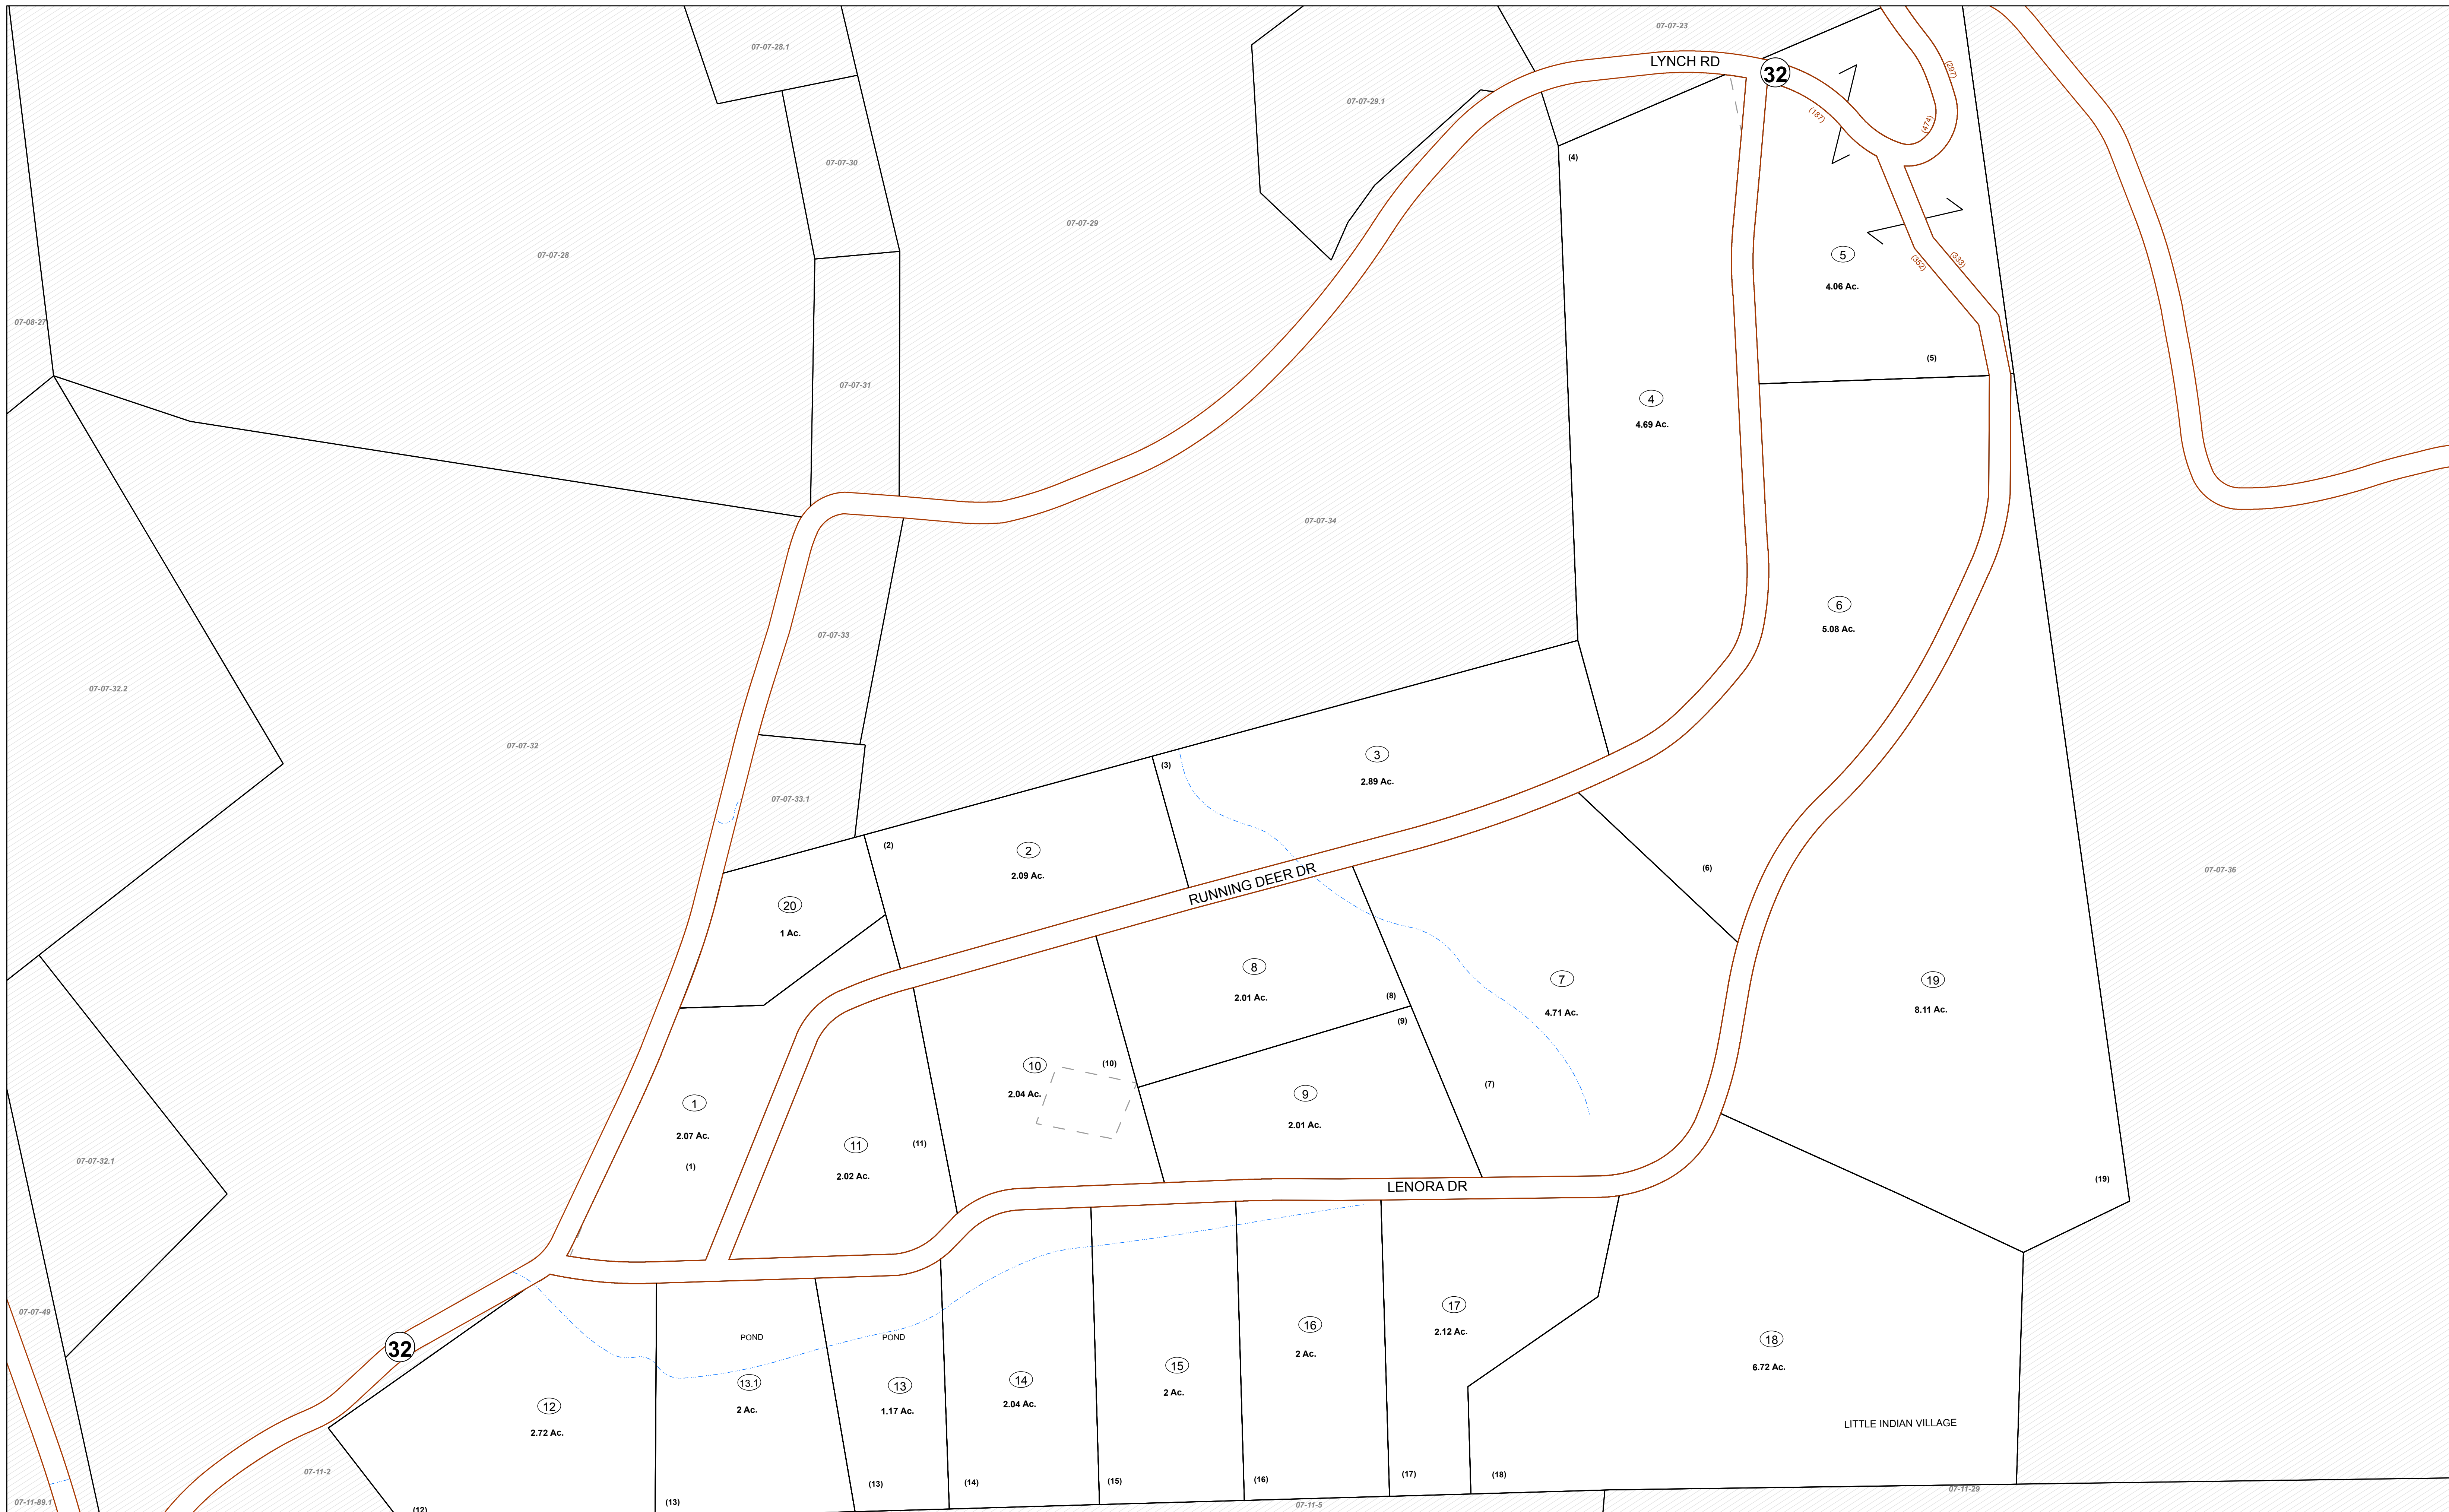 07-07-23
07-07-28.1
LYNCH RD
32
(297)
07-07-29.1
(187)
(474)
(4)
07-07-30
07-07-29
07-07-28
5
(352)
(333)
4.06 Ac.
07-08-27
(5)
07-07-31
4
4.69 Ac.
07-07-34
6
5.08 Ac.
07-07-33
07-07-32.2
07-07-32
3
(3)
2.89 Ac.
07-07-33.1
(2)
2
2.09 Ac.
(6)
07-07-36
RUNNING DEER DR
20
1 Ac.
8
2.01 Ac.
(8)
7
4.71 Ac.
19
8.11 Ac.
(9)
10
(10)
2.04 Ac.
(7)
9
2.01 Ac.
1
2.07 Ac.
(1)
11
(11)
2.02 Ac.
07-07-32.1
LENORA DR
(19)
07-07-49
32
POND
POND
17
2.12 Ac.
16
2 Ac.
18
6.72 Ac.
15
2 Ac.
14
2.04 Ac.
13.1
2 Ac.
13
1.17 Ac.
12
2.72 Ac.
LITTLE INDIAN VILLAGE
07-11-2
(13)
(14)
(15)
(16)
(17)
(18)
07-11-29
07-11-89.1
(12)
(13)
07-11-5